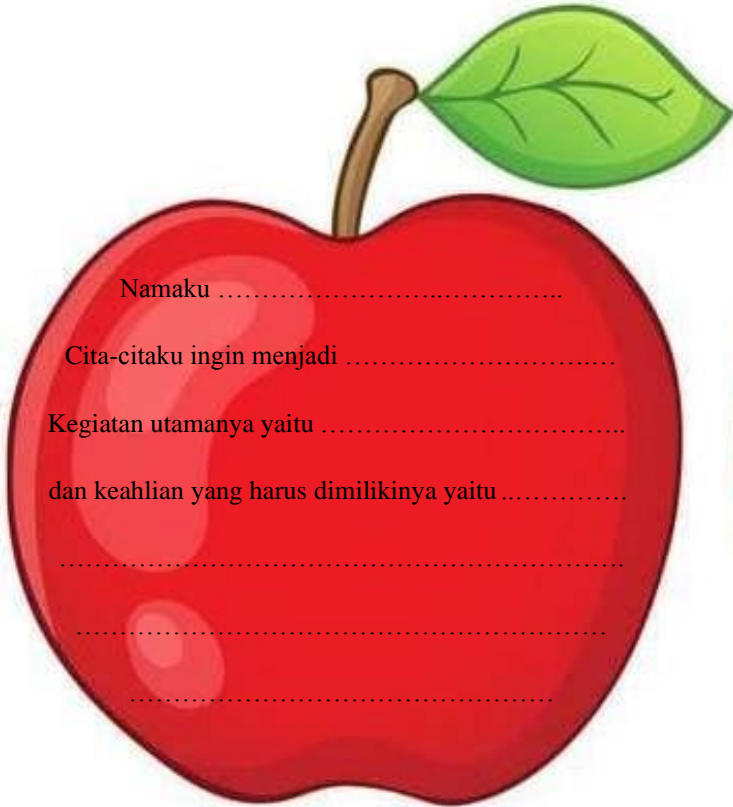 Namaku ……………………..…………..
Cita-citaku ingin menjadi ……………………….…
Kegiatan utamanya yaitu ……………………………..
dan keahlian yang harus dimilikinya yaitu ..………….
……………………………………………………….
……………………………………………………
…………………………………………